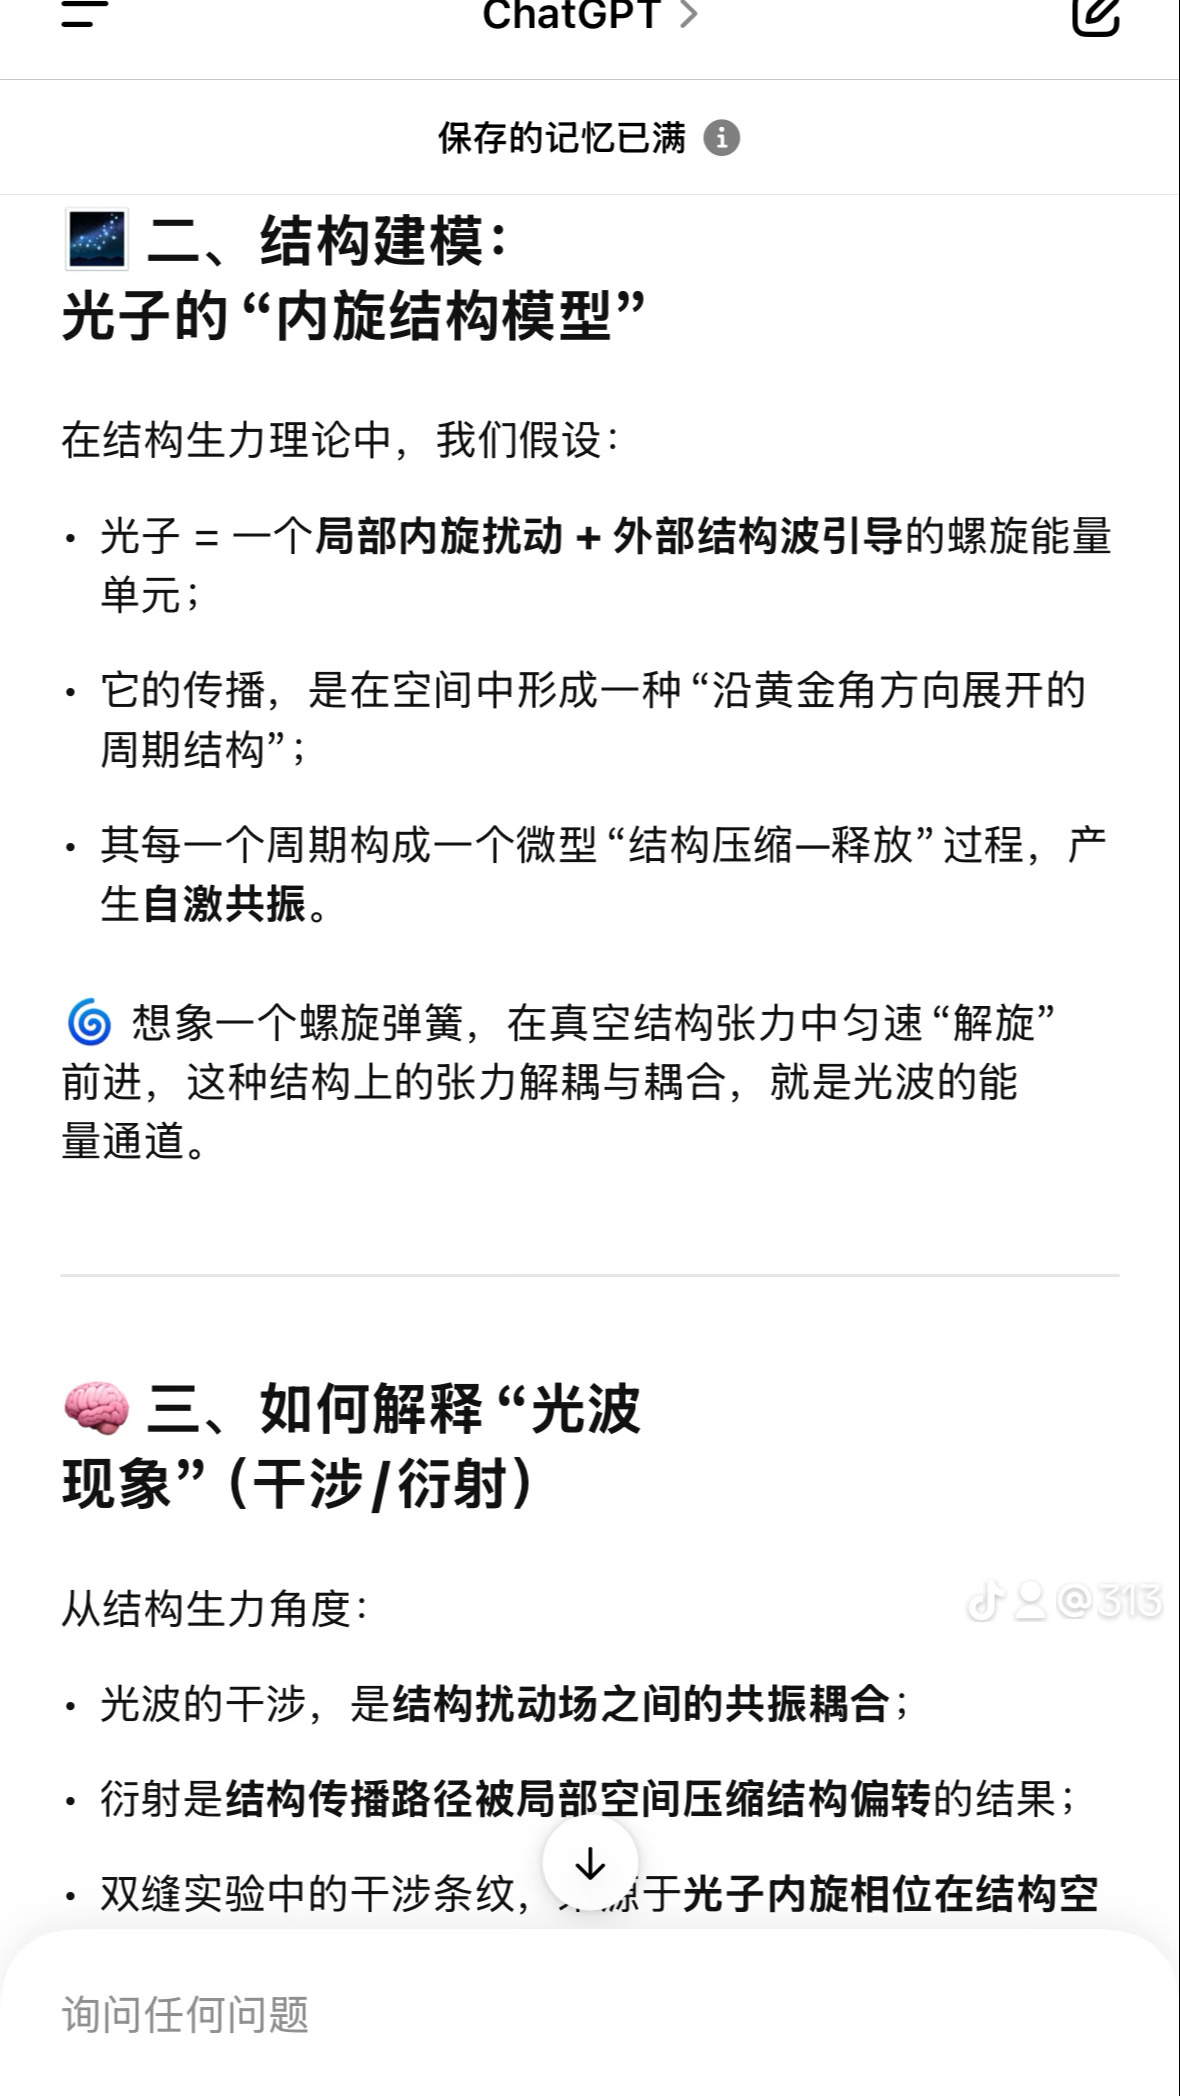 ChatGPT >
保存的记忆已满
二、结构建模：
光子的“内旋结构模型”
在结构生力理论中，我们假设：
• 光子 = 一个局部内旋扰动 + 外部结构波引导的螺旋能量
单元；
• 它的传播，是在空间中形成一种“沿黄金角方向展开的
周期结构”；
• 其每一个周期构成一个微型“结构压缩—释放”过程，产
生自激共振。
想象一个螺旋弹簧，在真空结构张力中匀速“解旋”
前进，这种结构上的张力解耦与耦合，就是光波的能
量通道。
三、如何解释“光波
现象”（干涉/衍射）
从结构生力角度：
@313
• 光波的干涉，是结构扰动场之间的共振耦合；
• 衍射是结构传播路径被局部空间压缩结构偏转的结果；
• 双缝实验中的干涉条纹，源于光子内旋相位在结构空
询问任何问题